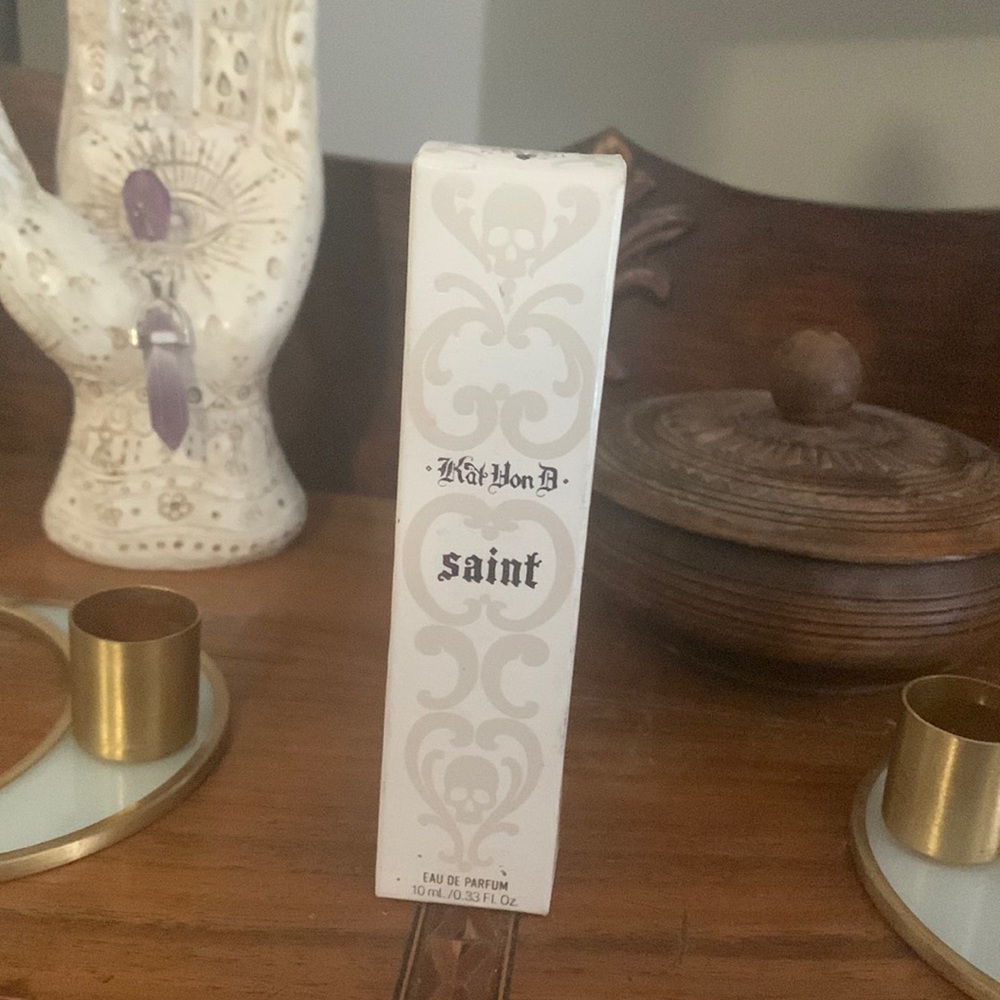 ·Kat Von D·
saint
EAU DE PARFUM
10 mL/0.33 Fl. Oz.